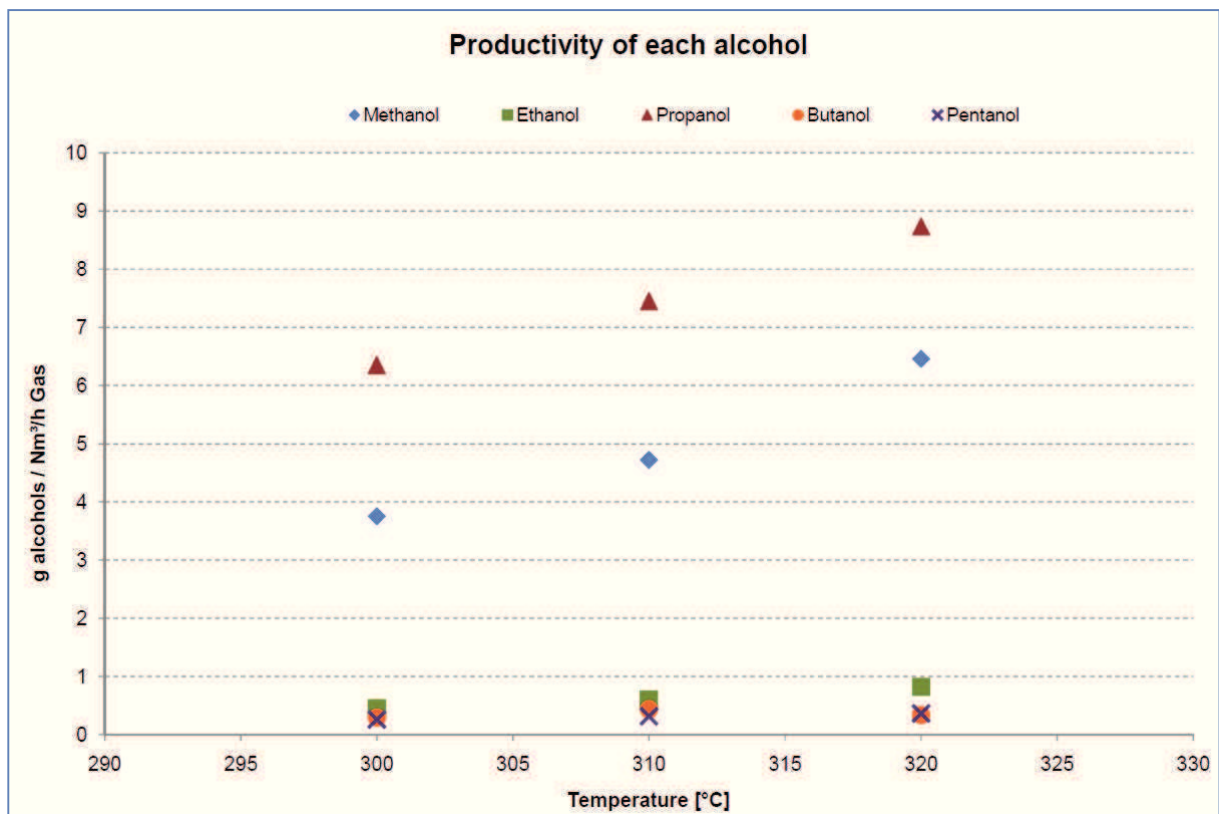 Productivity of each alcohol
Methanol Ethanol Propanol Butanol Pentanol
10
9
8
7
6
5
4
3
2
1
0
g alcohols / Nm³/h Gas
290 295 300 305 310 315 320 325 330
Temperature [°C]